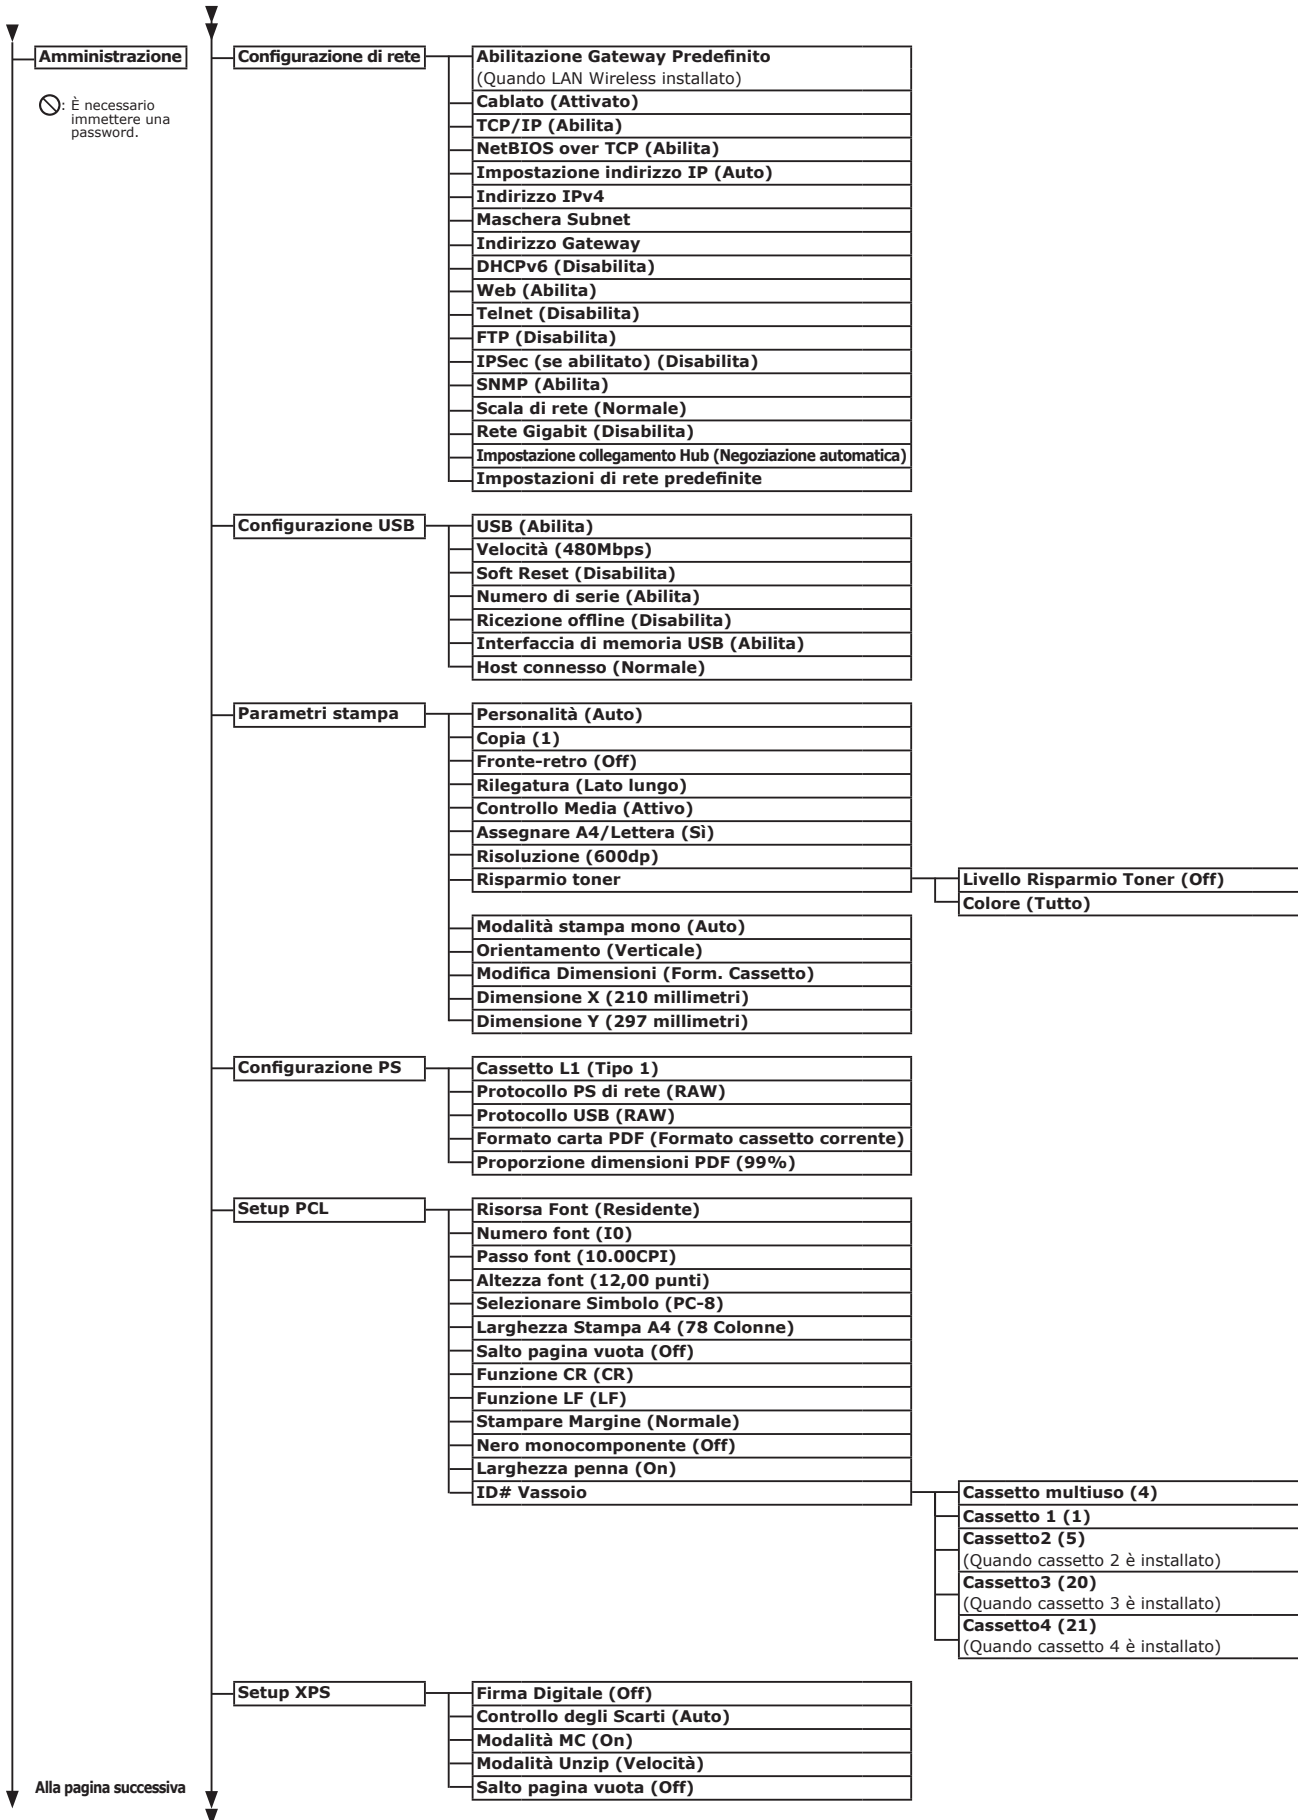 Amministrazione
: È necessario
immettere una
password.
Configurazione di rete
Abilitazione Gateway Predefinito
(Quando LAN Wireless installato)
Cablato (Attivato)
TCP/IP (Abilita)
NetBIOS over TCP (Abilita)
Impostazione indirizzo IP (Auto)
Indirizzo IPv4
Maschera Subnet
Indirizzo Gateway
DHCPv6 (Disabilita)
Web (Abilita)
Telnet (Disabilita)
FTP (Disabilita)
IPSec (se abilitato) (Disabilita)
SNMP (Abilita)
Scala di rete (Normale)
Rete Gigabit (Disabilita)
Impostazione collegamento Hub (Negoziazione automatica)
Impostazioni di rete predefinite
Configurazione USB
USB (Abilita)
Velocità (480Mbps)
Soft Reset (Disabilita)
Numero di serie (Abilita)
Ricezione offline (Disabilita)
Interfaccia di memoria USB (Abilita)
Host connesso (Normale)
Parametri stampa
Personalità (Auto)
Copia (1)
Fronte-retro (Off)
Rilegatura (Lato lungo)
Controllo Media (Attivo)
Assegnare A4/Lettera (Sì)
Risoluzione (600dp)
Risparmio toner
Livello Risparmio Toner (Off)
Colore (Tutto)
Modalità stampa mono (Auto)
Orientamento (Verticale)
Modifica Dimensioni (Form. Cassetto)
Dimensione X (210 millimetri)
Dimensione Y (297 millimetri)
Configurazione PS
Cassetto L1 (Tipo 1)
Protocollo PS di rete (RAW)
Protocollo USB (RAW)
Formato carta PDF (Formato cassetto corrente)
Proporzione dimensioni PDF (99%)
Setup PCL
Risorsa Font (Residente)
Numero font (I0)
Passo font (10.00CPI)
Altezza font (12,00 punti)
Selezionare Simbolo (PC-8)
Larghezza Stampa A4 (78 Colonne)
Salto pagina vuota (Off)
Funzione CR (CR)
Funzione LF (LF)
Stampare Margine (Normale)
Nero monocomponente (Off)
Larghezza penna (On)
ID# Vassoio
Cassetto multiuso (4)
Cassetto 1 (1)
Cassetto2 (5)
(Quando cassetto 2 è installato)
Cassetto3 (20)
(Quando cassetto 3 è installato)
Cassetto4 (21)
(Quando cassetto 4 è installato)
Setup XPS
Firma Digitale (Off)
Controllo degli Scarti (Auto)
Modalità MC (On)
Modalità Unzip (Velocità)
Salto pagina vuota (Off)
Alla pagina successiva